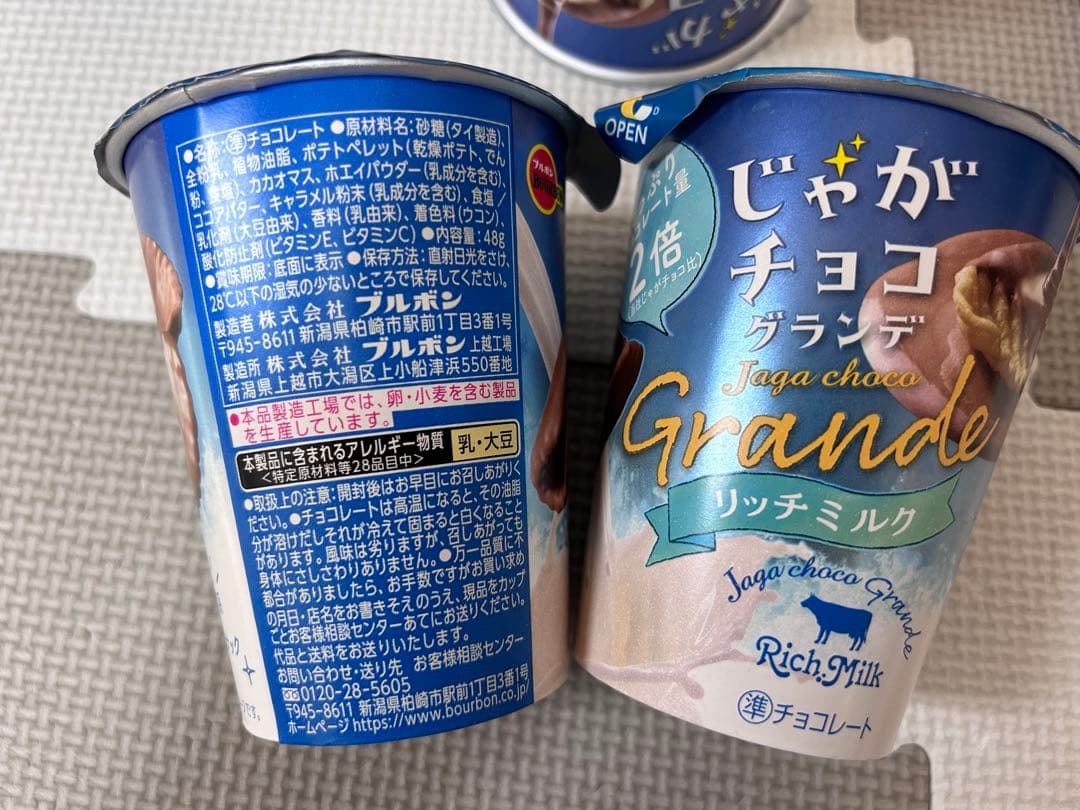 ●名称:㊜チョコレート ●原材料名:砂糖(タイ製造)、
全粉乳、植物油脂、ポテトペレット(乾燥ポテト、でん
粉、食塩)、カカオマス、ホエイパウダー(乳成分を含む)、
ココアバター、キャラメル粉末(乳成分を含む)、食塩/
乳化剤(大豆由来)、香料(乳由来)、着色料(ウコン)、
酸化防止剤(ビタミンE、ビタミンC) ●内容量:48g
●賞味期限:底面に表示 ●保存方法:直射日光をさけ、
28℃以下の湿気の少ないところで保存してください。
製造者 株式会社 ブルボン
〒945-8611 新潟県柏崎市駅前1丁目3番1号
製造所 株式会社 ブルボン 上越工場
新潟県上越市大潟区上小船津浜550番地
●本品製造工場では、卵・小麦を含む製品
を生産しています。
本製品に含まれるアレルギー物質
<特定原材料等28品目中>
乳・大豆
●取扱上の注意:開封後はお早目にお召しあがりく
ださい。●チョコレートは高温になると、その油脂
分が溶けだしそれが冷えて固まると白くなること
があります。風味は劣りますが、召しあがっても
身体にさしさわりありません。●万一品質に不
都合がありましたら、お手数ですがお買い求め
の月日・店名をお書きそえのうえ、現品をカップ
ごとお客様相談センターあてにお送りください。
代品と送料をお送りいたします。
お問い合わせ・送り先 お客様相談センター
0120-28-5605
〒945-8611 新潟県柏崎市駅前1丁目3番1号
ホームページ https://www.bourbon.co.jp/
ブルボン
BOURBON
OPEN
2倍
じゃが
チョコ
グランデ
Jaga choco
Grande
リッチミルク
Jaga choco Grande
Rich Milk
準チョコレート